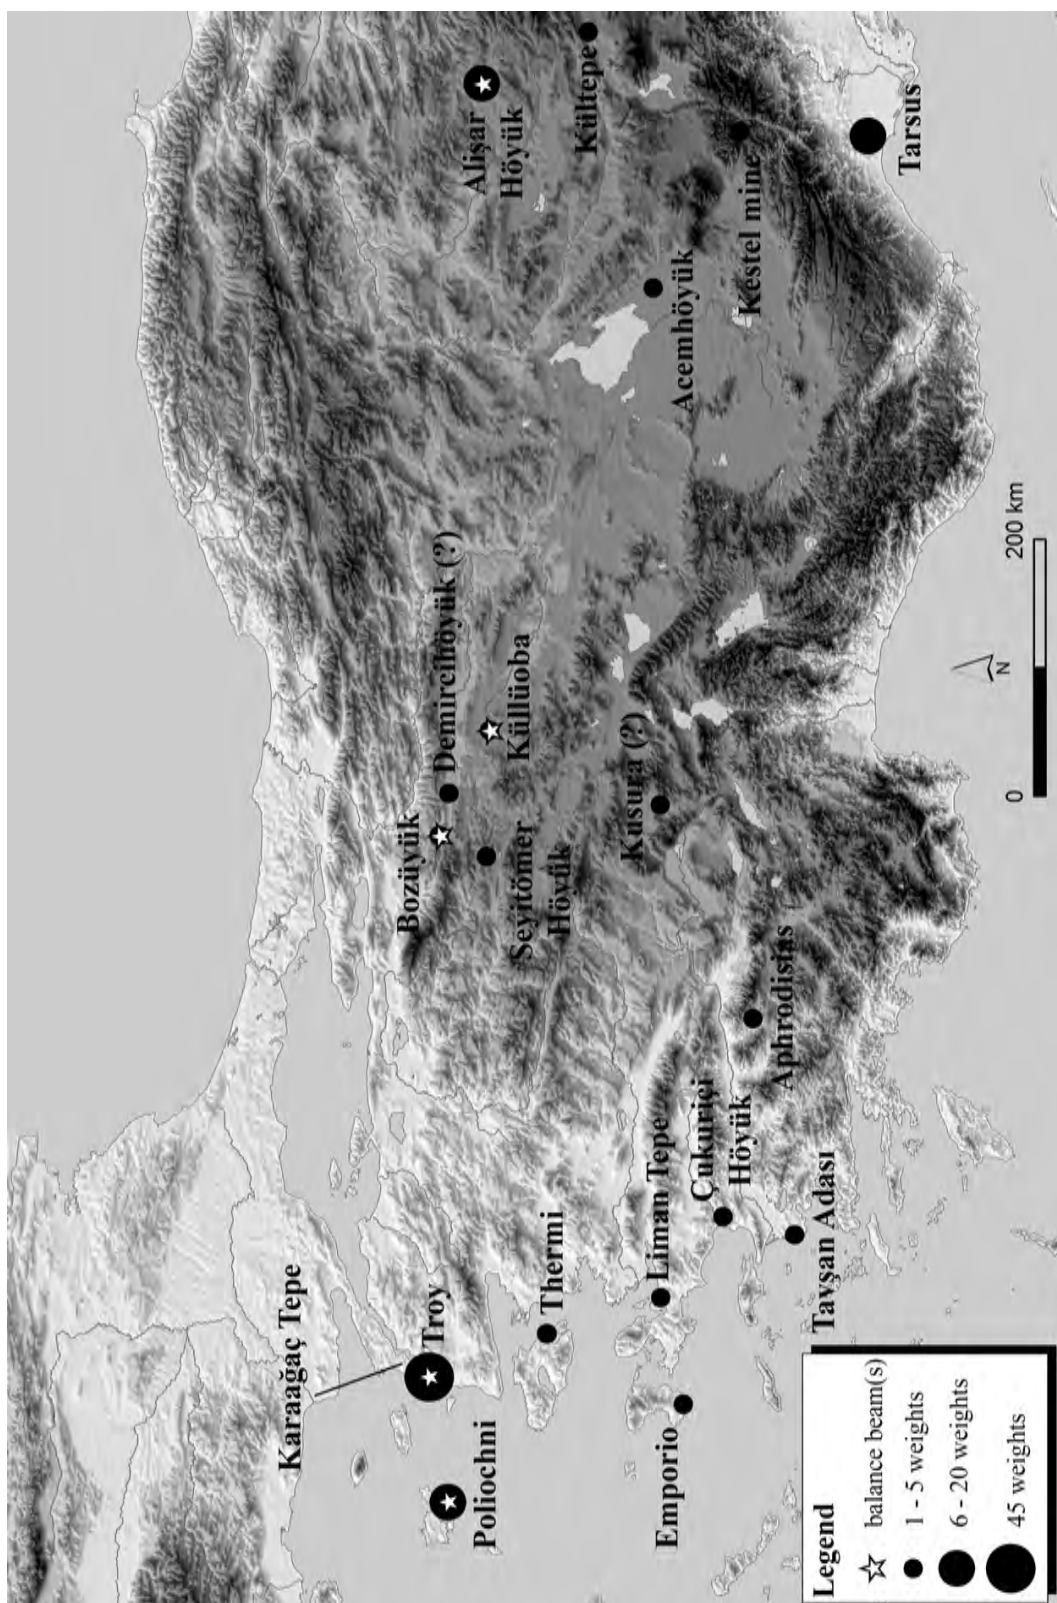 Karaağaç Tepe
Troy
Poliochni
Thermi
Emporio
Liman Tepe
Çukuriçi
Höyük
Tavşan Adası
Aphrodisias
Bozüyük
Demircihöyük (?)
Seyitömer
Höyük
Küllüoba
Kusura (?)
Alişar
Höyük
Kültepe
Acemhöyük
Kestel mine
Tarsus
Legend
balance beam(s)
1 - 5 weights
6 - 20 weights
45 weights
N
0
200 km